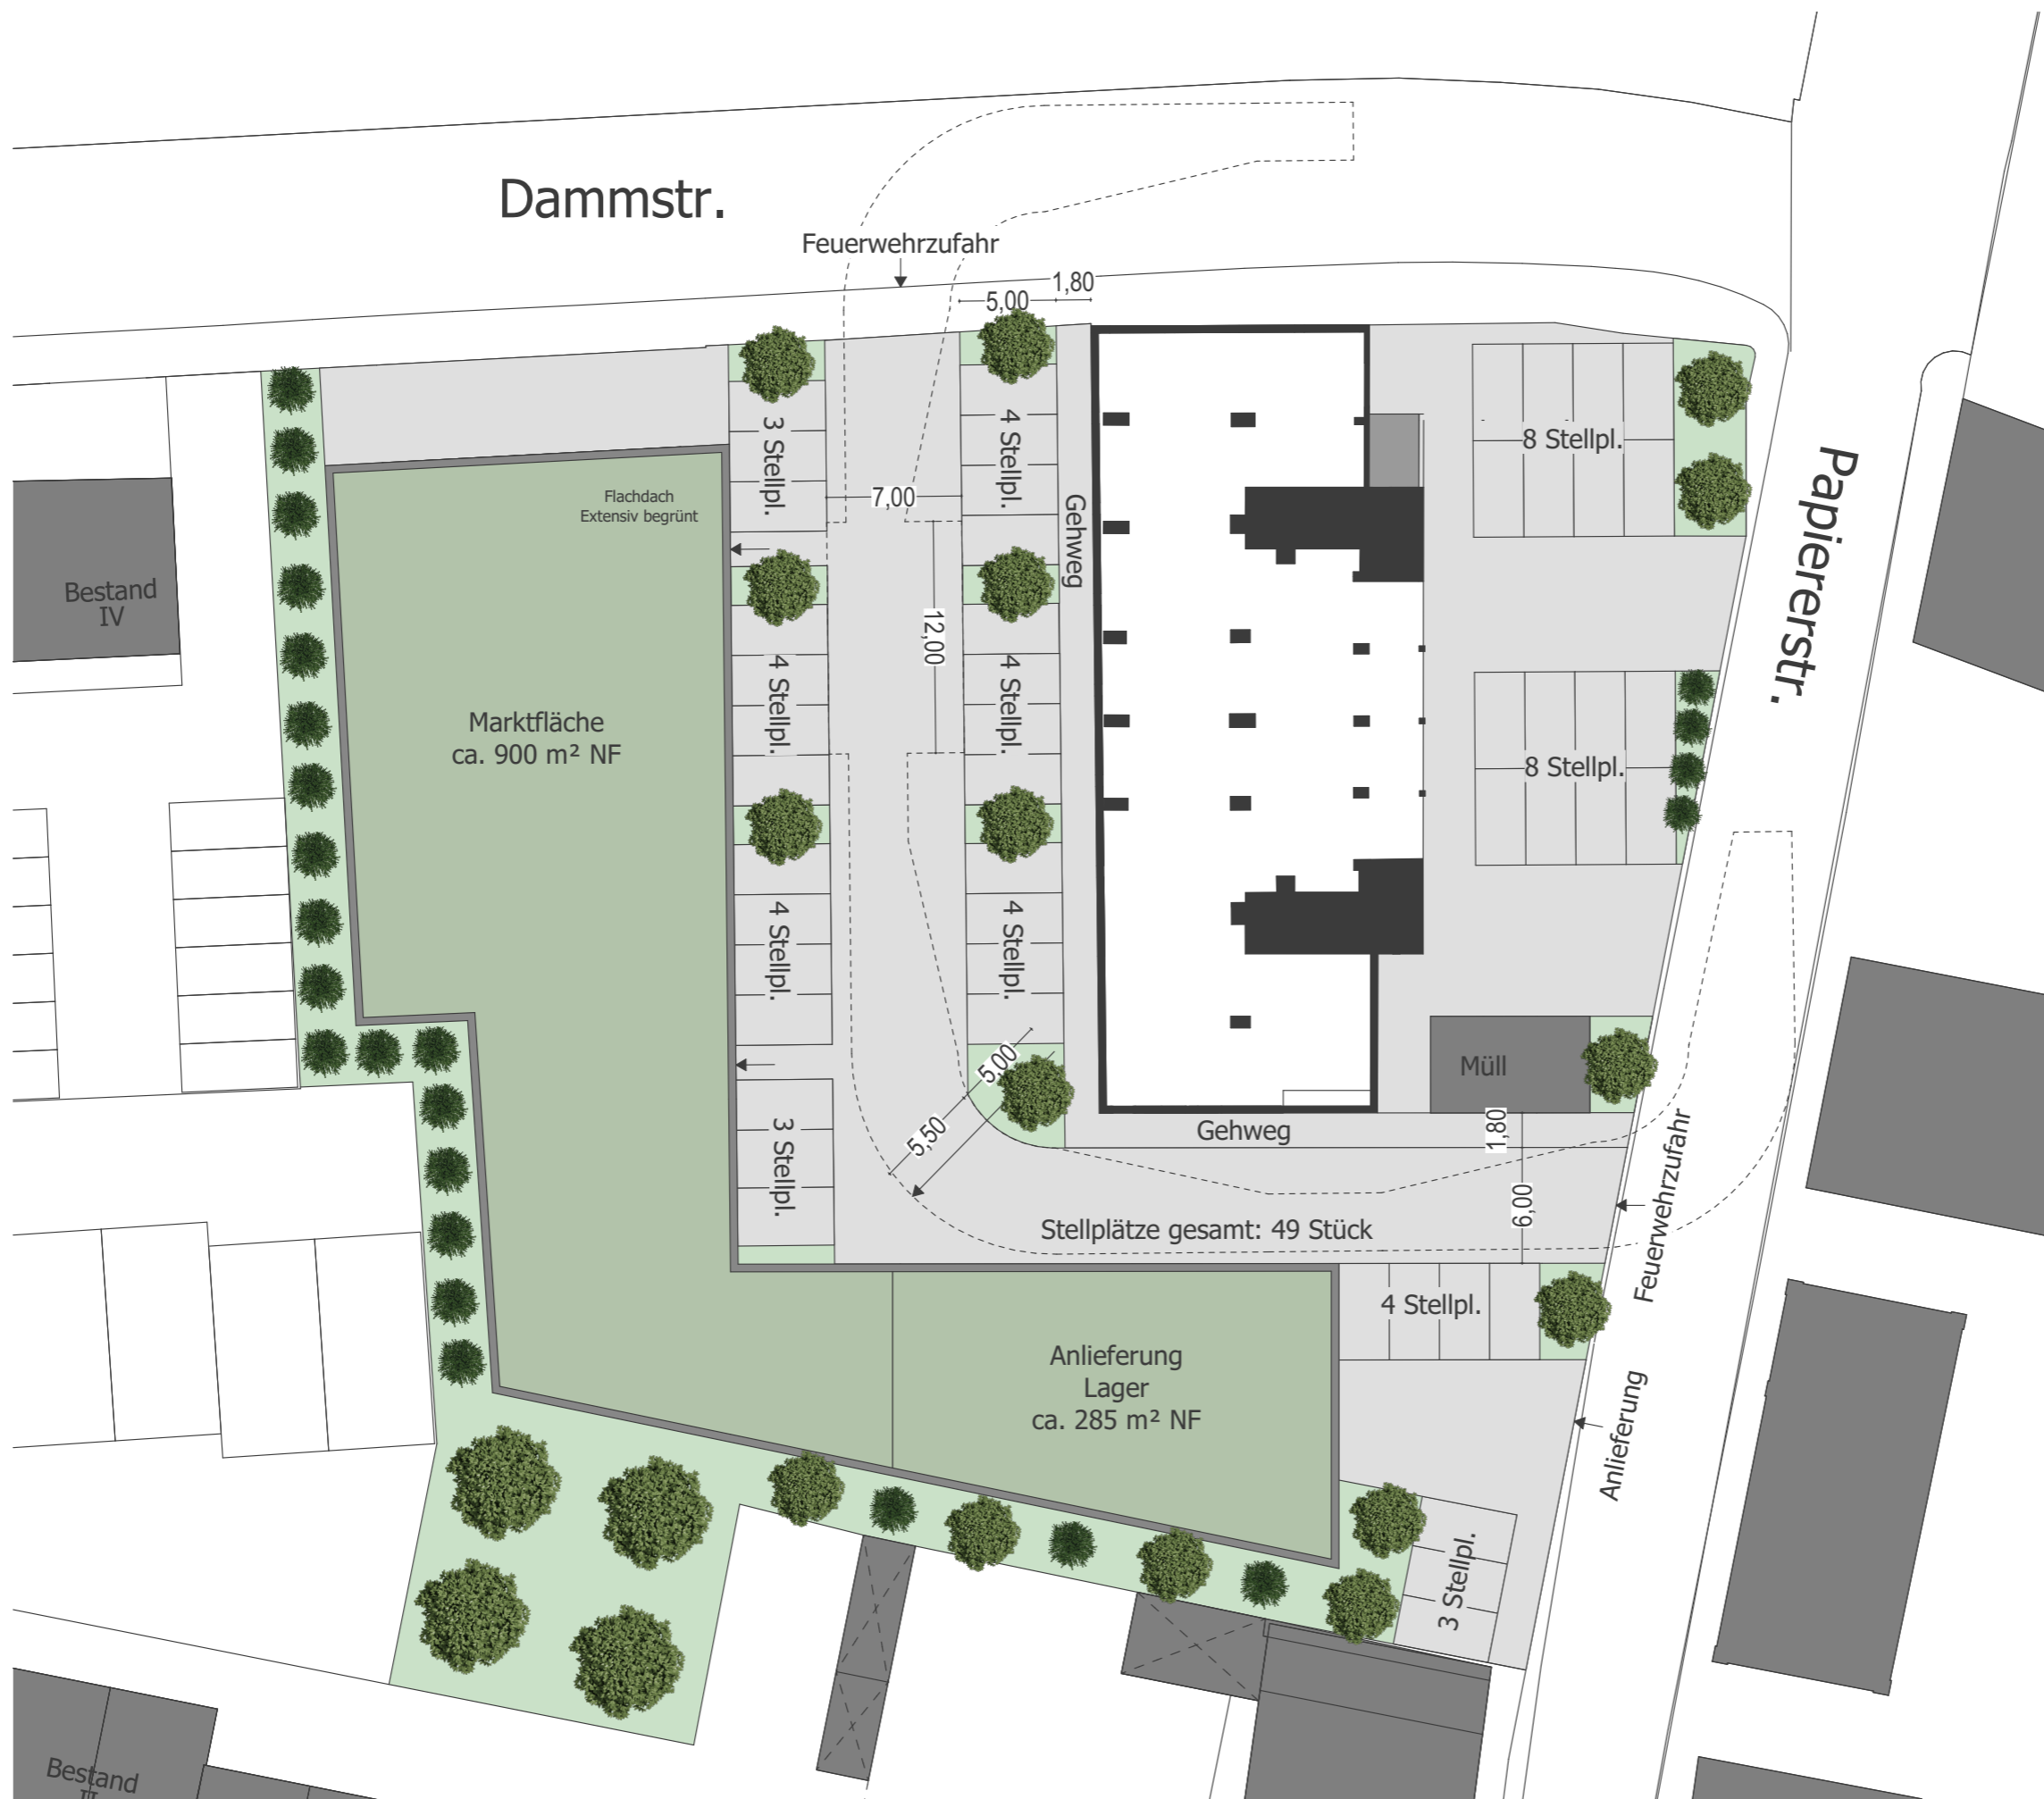 Dammstr.
Feuerwehrzufahr
1,80
5,00
3 Stellpl.
4 Stellpl.
8 Stellpl.
Papiererstr.
7,00
Gehweg
Flachdach
Extensiv begrünt
Bestand
IV
12,00
4 Stellpl.
4 Stellpl.
Marktfläche
ca. 900 m² NF
8 Stellpl.
4 Stellpl.
4 Stellpl.
5,00
5,50
Müll
3 Stellpl.
Gehweg
1,80
6,00
Feuerwehrzufahr
Stellplätze gesamt: 49 Stück
4 Stellpl.
Anlieferung
Lager
ca. 285 m² NF
Anlieferung
3 Stellpl.
Bestand